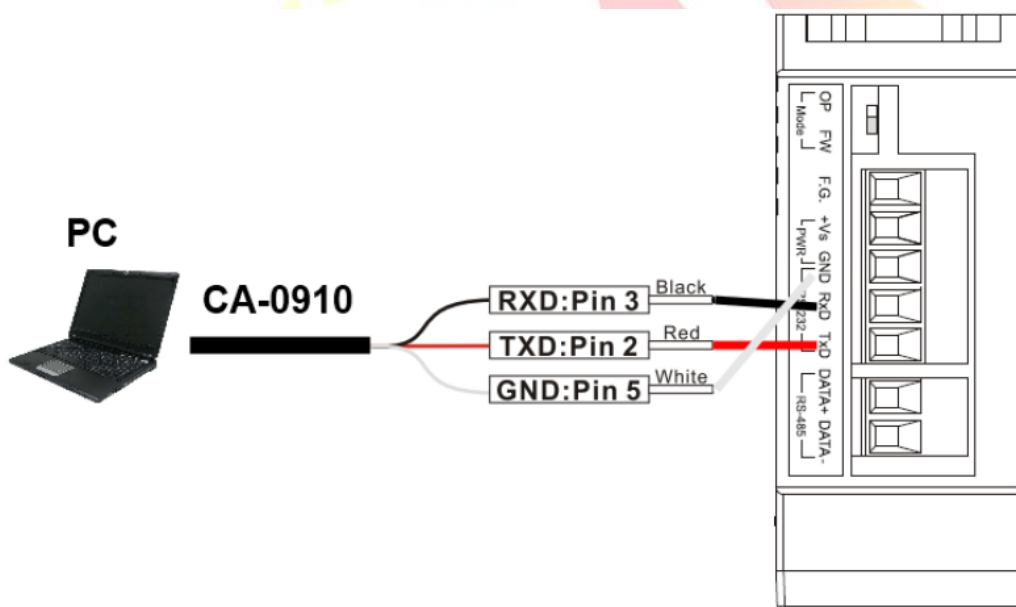 PC
CA-0910
RXD:Pin 3
Black
TXD:Pin 2
Red
GND:Pin 5
White
OP FW
Mode
F.G.
+Vs GND
PWR
RxD TxD
232
DATA+ DATA-
RS-485